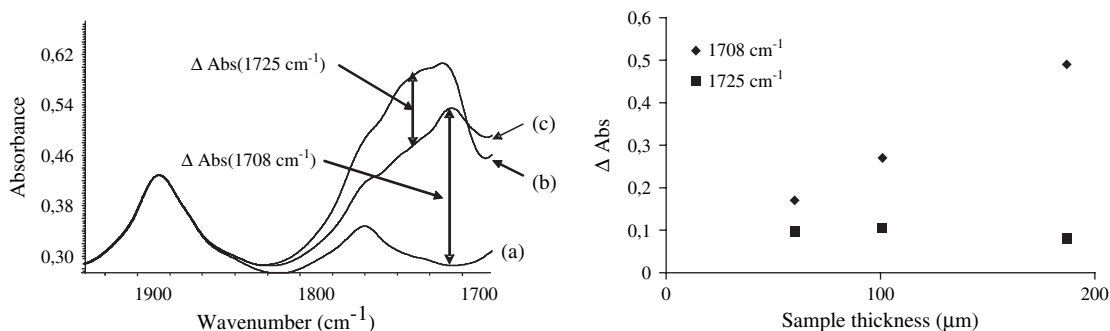 0.62
0.54
0.46
0.38
0.30
Absorbance
Δ Abs(1725 cm-1)
Δ Abs(1708 cm-1)
(c)
(b)
(a)
1900
1800
1700
Wavenumber (cm-1)
0,6
0,5
0,4
0,3
0,2
0,1
0
Δ Abs
1708 cm-1
1725 cm-1
0
100
200
Sample thickness (µm)